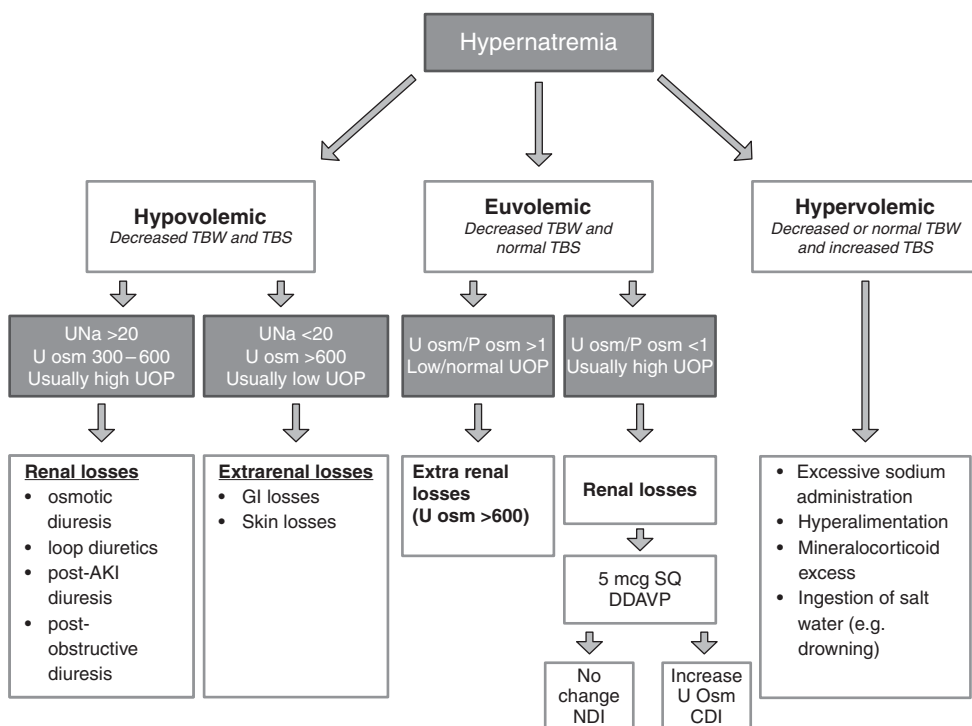 Hypernatremia
Hypovolemic
Decreased TBW and TBS
Euvolemic
Decreased TBW and
normal TBS
Hypervolemic
Decreased or normal TBW
and increased TBS
UNa >20
U osm 300–600
Usually high UOP
UNa <20
U osm >600
Usually low UOP
U osm/P osm >1
Low/normal UOP
U osm/P osm <1
Usually high UOP
Renal losses
• osmotic
diuresis
• loop diuretics
• post-AKI
diuresis
• post-
obstructive
diuresis
Extrarenal losses
• GI losses
• Skin losses
Extra renal
losses
(U osm >600)
Renal losses
5 mcg SQ
DDAVP
No
change
NDI
Increase
U Osm
CDI
• Excessive sodium
administration
• Hyperalimentation
• Mineralocorticoid
excess
• Ingestion of salt
water (e.g.
drowning)